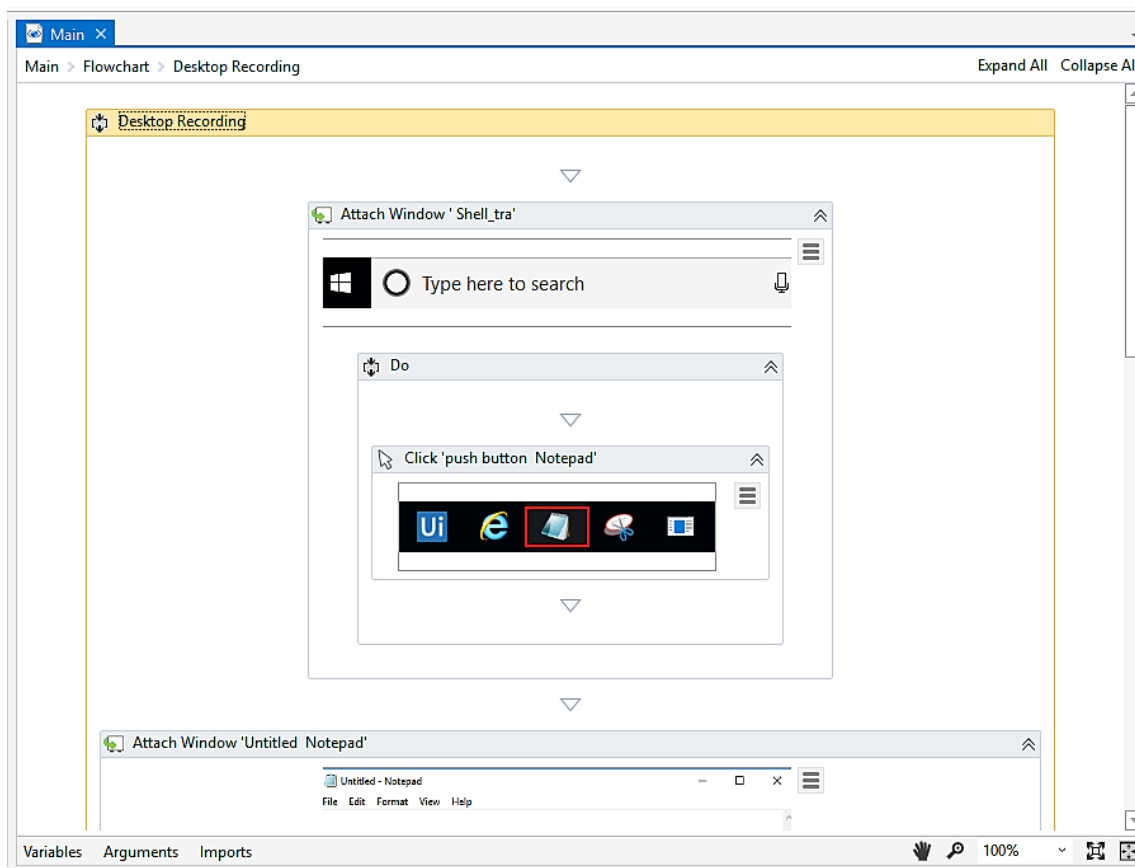 Main
Main > Flowchart > Desktop Recording Expand All Collapse Al
Desktop Recording
Attach Window ' Shell_tra'
Type here to search
Do
Click 'push button  Notepad'
Ui
Attach Window 'Untitled  Notepad'
Untitled - Notepad
File Edit Format View Help
Variables Arguments Imports 100%